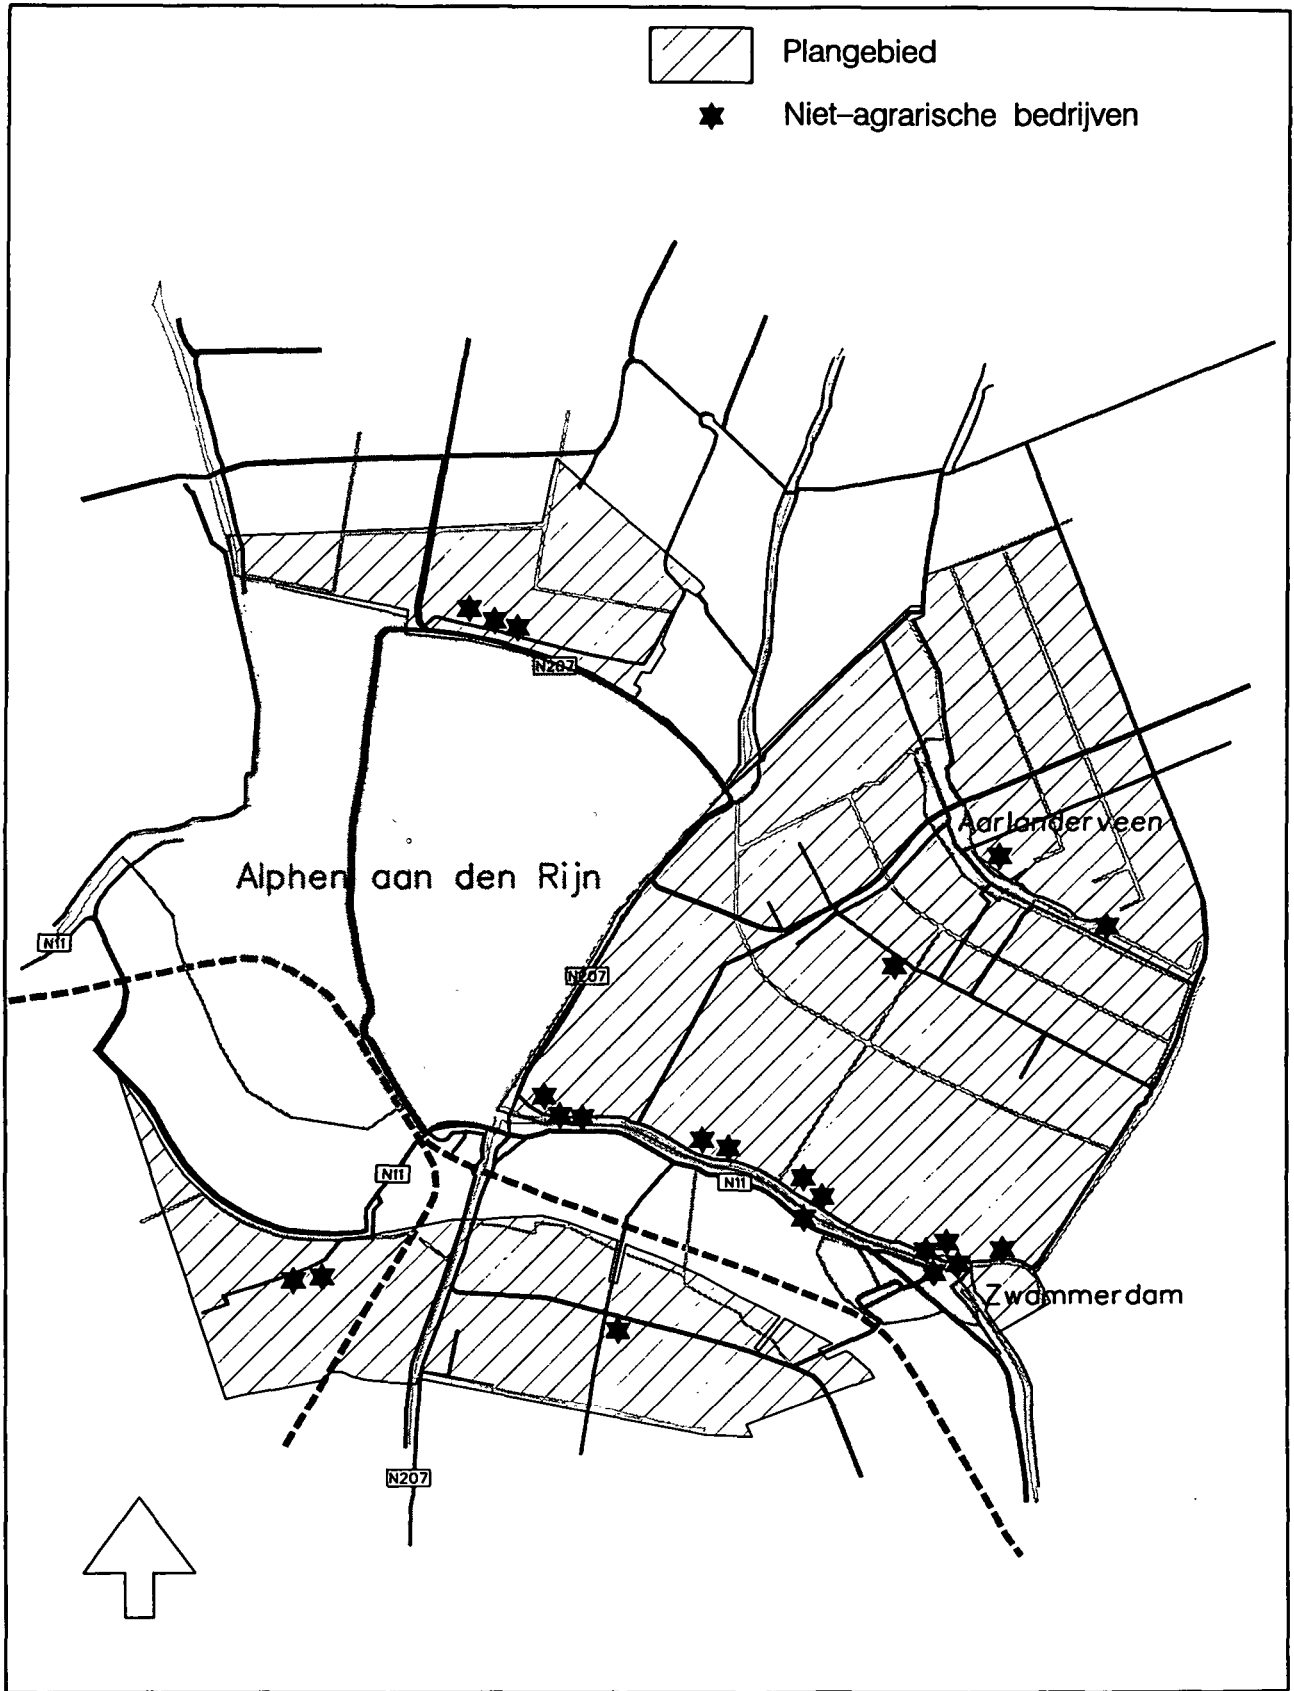 Plangebied
Niet-agrarische bedrijven
N207
Aarlanderveen
Alphen aan den Rijn
N11
N207
N11
N11
Zwammerdam
N207